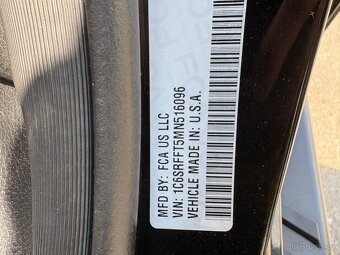 MFD BY: FCA US LLC
VIN: 1C6SRFFT5MN516096
VEHICLE MADE IN: U.S.A.